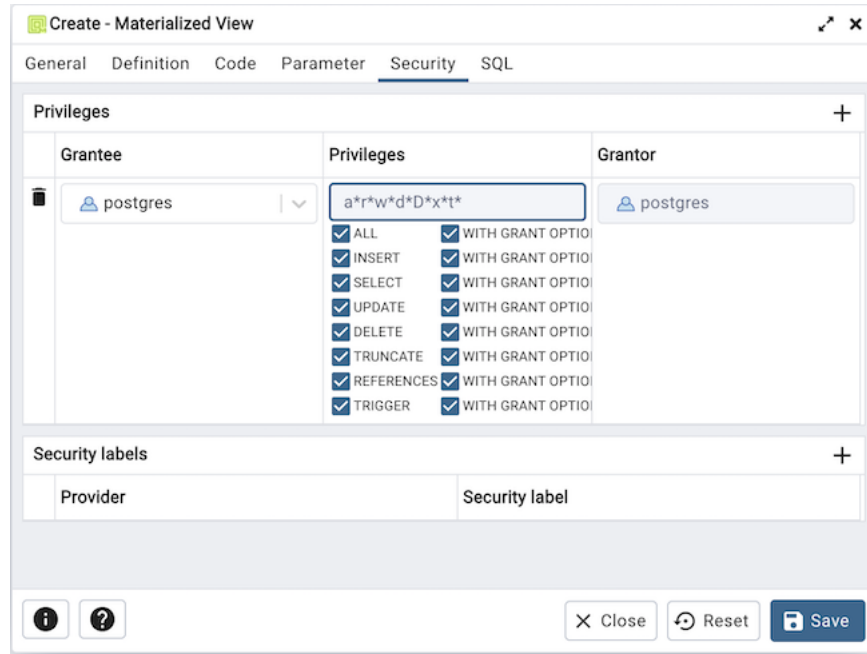 Create - Materialized View
General Definition Code Parameter Security SQL
Privileges
Grantee Privileges Grantor
postgres a*r*w*d*D*x*t* postgres
ALL WITH GRANT OPTIO
INSERT WITH GRANT OPTIO
SELECT WITH GRANT OPTIO
UPDATE WITH GRANT OPTIO
DELETE WITH GRANT OPTIO
TRUNCATE WITH GRANT OPTIO
REFERENCES WITH GRANT OPTIO
TRIGGER WITH GRANT OPTIO
Security labels
Provider Security label
Close Reset Save